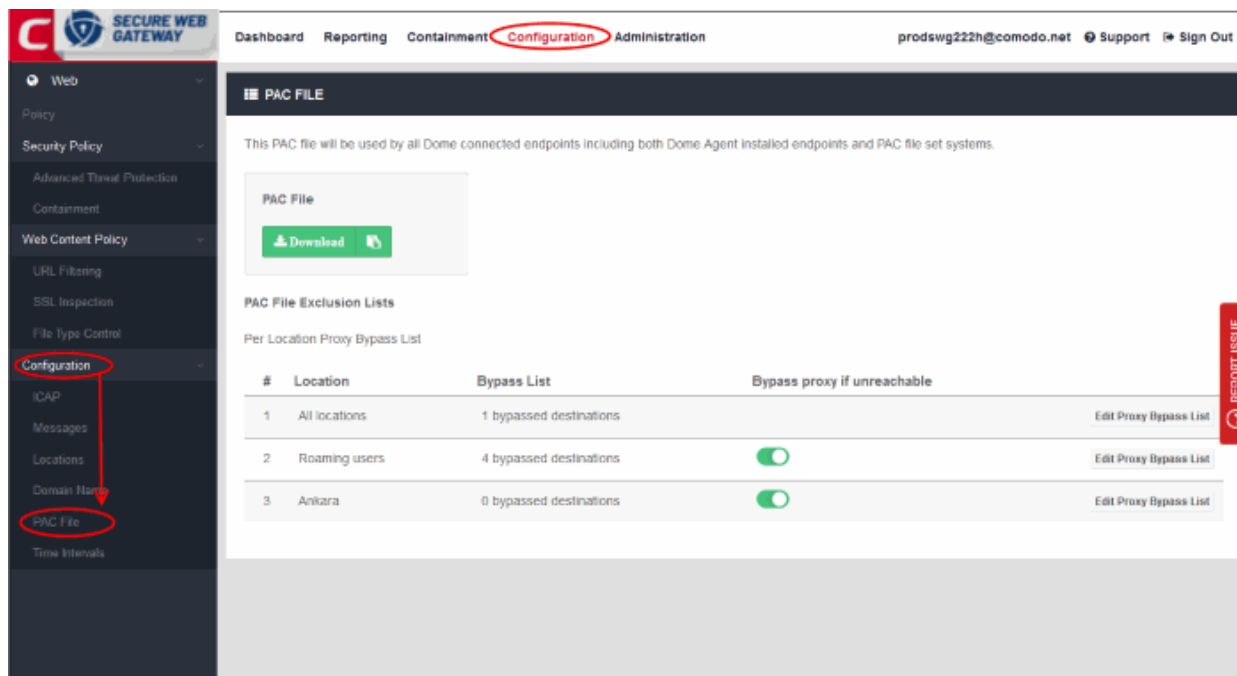 C SECURE WEB GATEWAY
Dashboard Reporting Containment Configuration Administration prodswg222h@comodo.net Support Sign Out
Web
Policy
Security Policy
Advanced Threat Protection
Containment
Web Content Policy
URL Filtering
SSL Inspection
File Type Control
Configuration
ICAP
Messages
Locations
Domain Name
PAC File
Time Intervals
PAC FILE
This PAC file will be used by all Dome connected endpoints including both Dome Agent installed endpoints and PAC file set systems.
PAC File
Download
PAC File Exclusion Lists
Per Location Proxy Bypass List
# Location Bypass List Bypass proxy if unreachable
1 All locations 1 bypassed destinations Edit Proxy Bypass List
2 Roaming users 4 bypassed destinations Edit Proxy Bypass List
3 Ankara 0 bypassed destinations Edit Proxy Bypass List
REPORT ISSUE